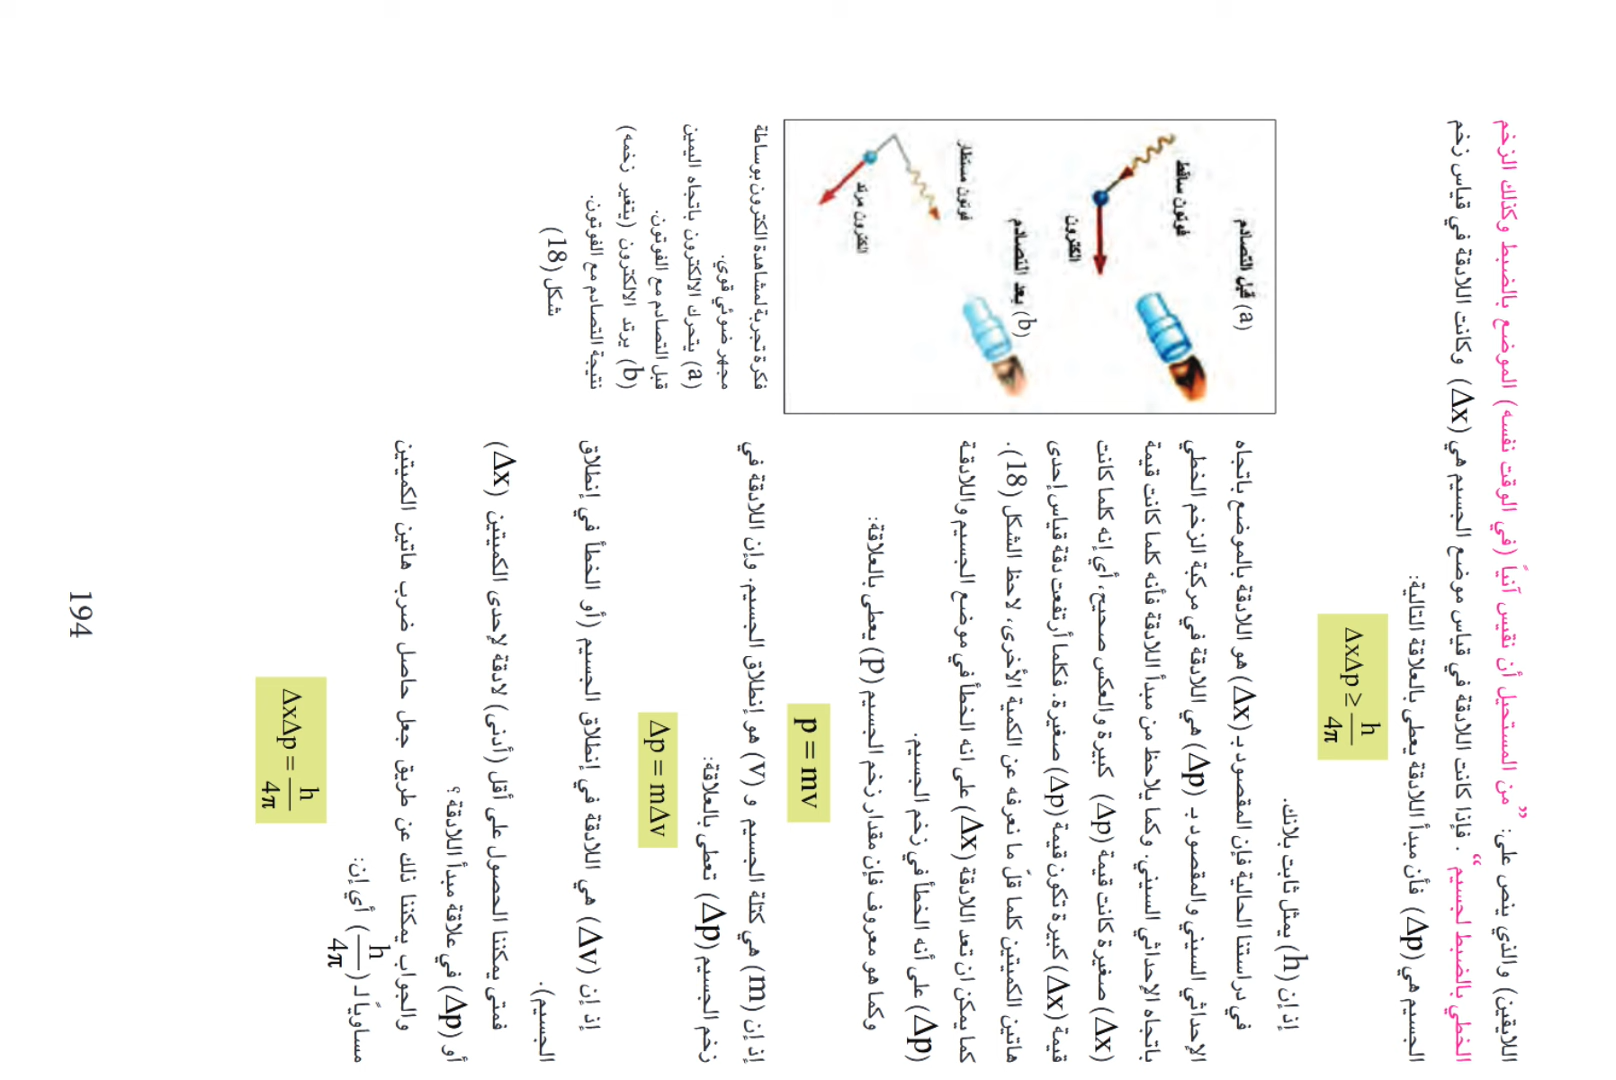 اللايقين) والذي ينص على: ” من المستحيل أن نقيس آنياً (في الوقت نفسه) الموضع بالضبط وكذلك الزخم
الخطي بالضبط لجسيم “ . فإذا كانت اللادقة في قياس موضع الجسيم هي (Δx) وكانت اللادقة في قياس زخم
الجسيم هي (Δp) فأن مبدأ اللادقة يعطى بالعلاقة التالية:
ΔxΔp ≥ h/4π
إذ إن (h) يمثل ثابت بلانك.
في دراستنا الحالية فإن المقصود بـ (Δx) هو اللادقة بالموضع باتجاه
الإحداثي السيني والمقصود بـ (Δp) هي اللادقة في مركبة الزخم الخطي
باتجاه الإحداثي السيني. وكما يلاحظ من مبدأ اللادقة فأنه كلما كانت قيمة
(Δx) صغيرة كانت قيمة (Δp) كبيرة والعكس صحيح، أي إنه كلما كانت
قيمة (Δx) كبيرة تكون قيمة (Δp) صغيرة. فكلما أرتفعت دقة قياس إحدى
هاتين الكميتين كلما قلَ ما نعرفه عن الكمية الأخرى، لاحظ الشكل (18).
كما يمكن ان تعد اللادقة (Δx) على انه الخطأ في موضع الجسيم واللادقة
(Δp) على أنه الخطأ في زخم الجسيم.
وكما هو معروف فإن مقدار زخم الجسيم (p) يعطى بالعلاقة:
p = mv
إذ إن (m) هي كتلة الجسيم و (v) هو إنطلاق الجسيم. وإن اللادقة في
زخم الجسيم (Δp) تعطى بالعلاقة:
Δp = mΔv
إذ إن (Δv) هي اللادقة في إنطلاق الجسيم (أو الخطأ في إنطلاق
الجسيم).
فمتى يمكننا الحصول على أقل (أدنى) لادقة لإحدى الكميتين (Δx)
أو (Δp) في علاقة مبدأ اللادقة ؟
والجواب يمكننا ذلك عن طريق جعل حاصل ضرب هاتين الكميتين
مساوياً لـ (h/4π) أي إن:
ΔxΔp = h/4π
(a) قبل التصادم
فوتون ساقط
الكترون
(b) بعد التصادم
فوتون مستطار
الكترون مرتد
فكرة تجربة لمشاهدة الكترون بوساطة
مجهر ضوئي قوي.
(a) يتحرك الالكترون باتجاه اليمين
قبل التصادم مع الفوتون.
(b) يرتد الالكترون (يتغير زخمه)
نتيجة التصادم مع الفوتون.
شكل (18)
194